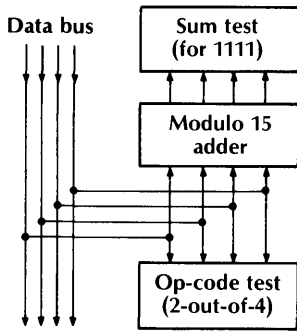 Data bus
Sum test
(for 1111)
Modulo 15
adder
Op-code test
(2-out-of-4)